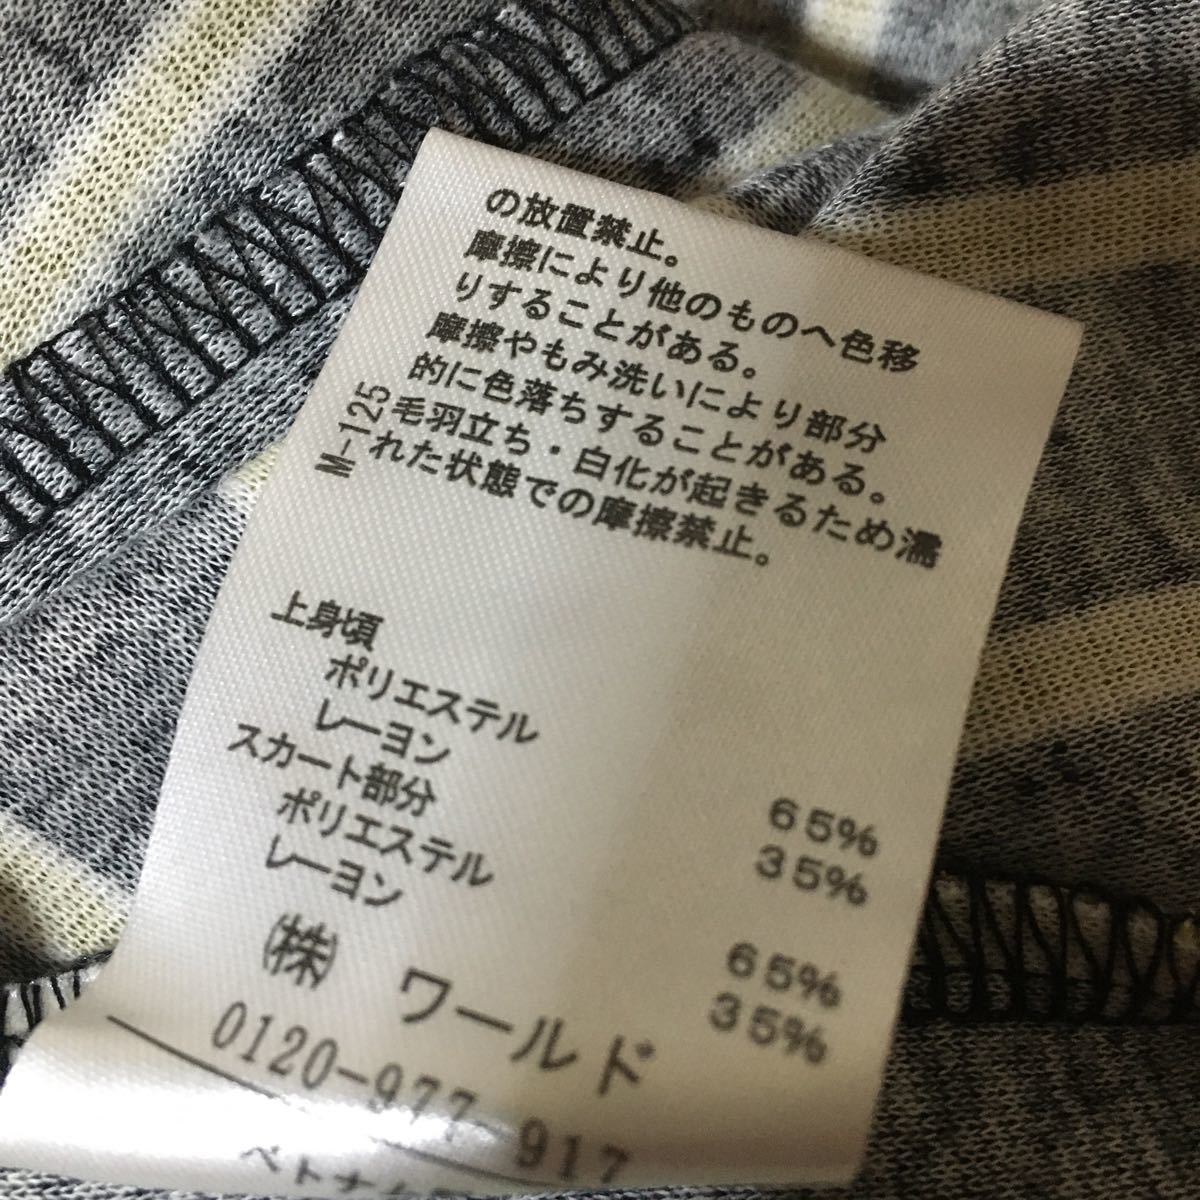 の放置禁止。
摩擦により他のものへ色移
りすることがある。
摩擦やもみ洗いにより部分
的に色落ちすることがある。
毛羽立ち・白化が起きるため濡
れた状態での摩擦禁止。
M-125
上身頃
ポリエステル 65%
レーヨン 35%
スカート部分
ポリエステル 65%
レーヨン 35%
㈱ ワールド
0120-977-917